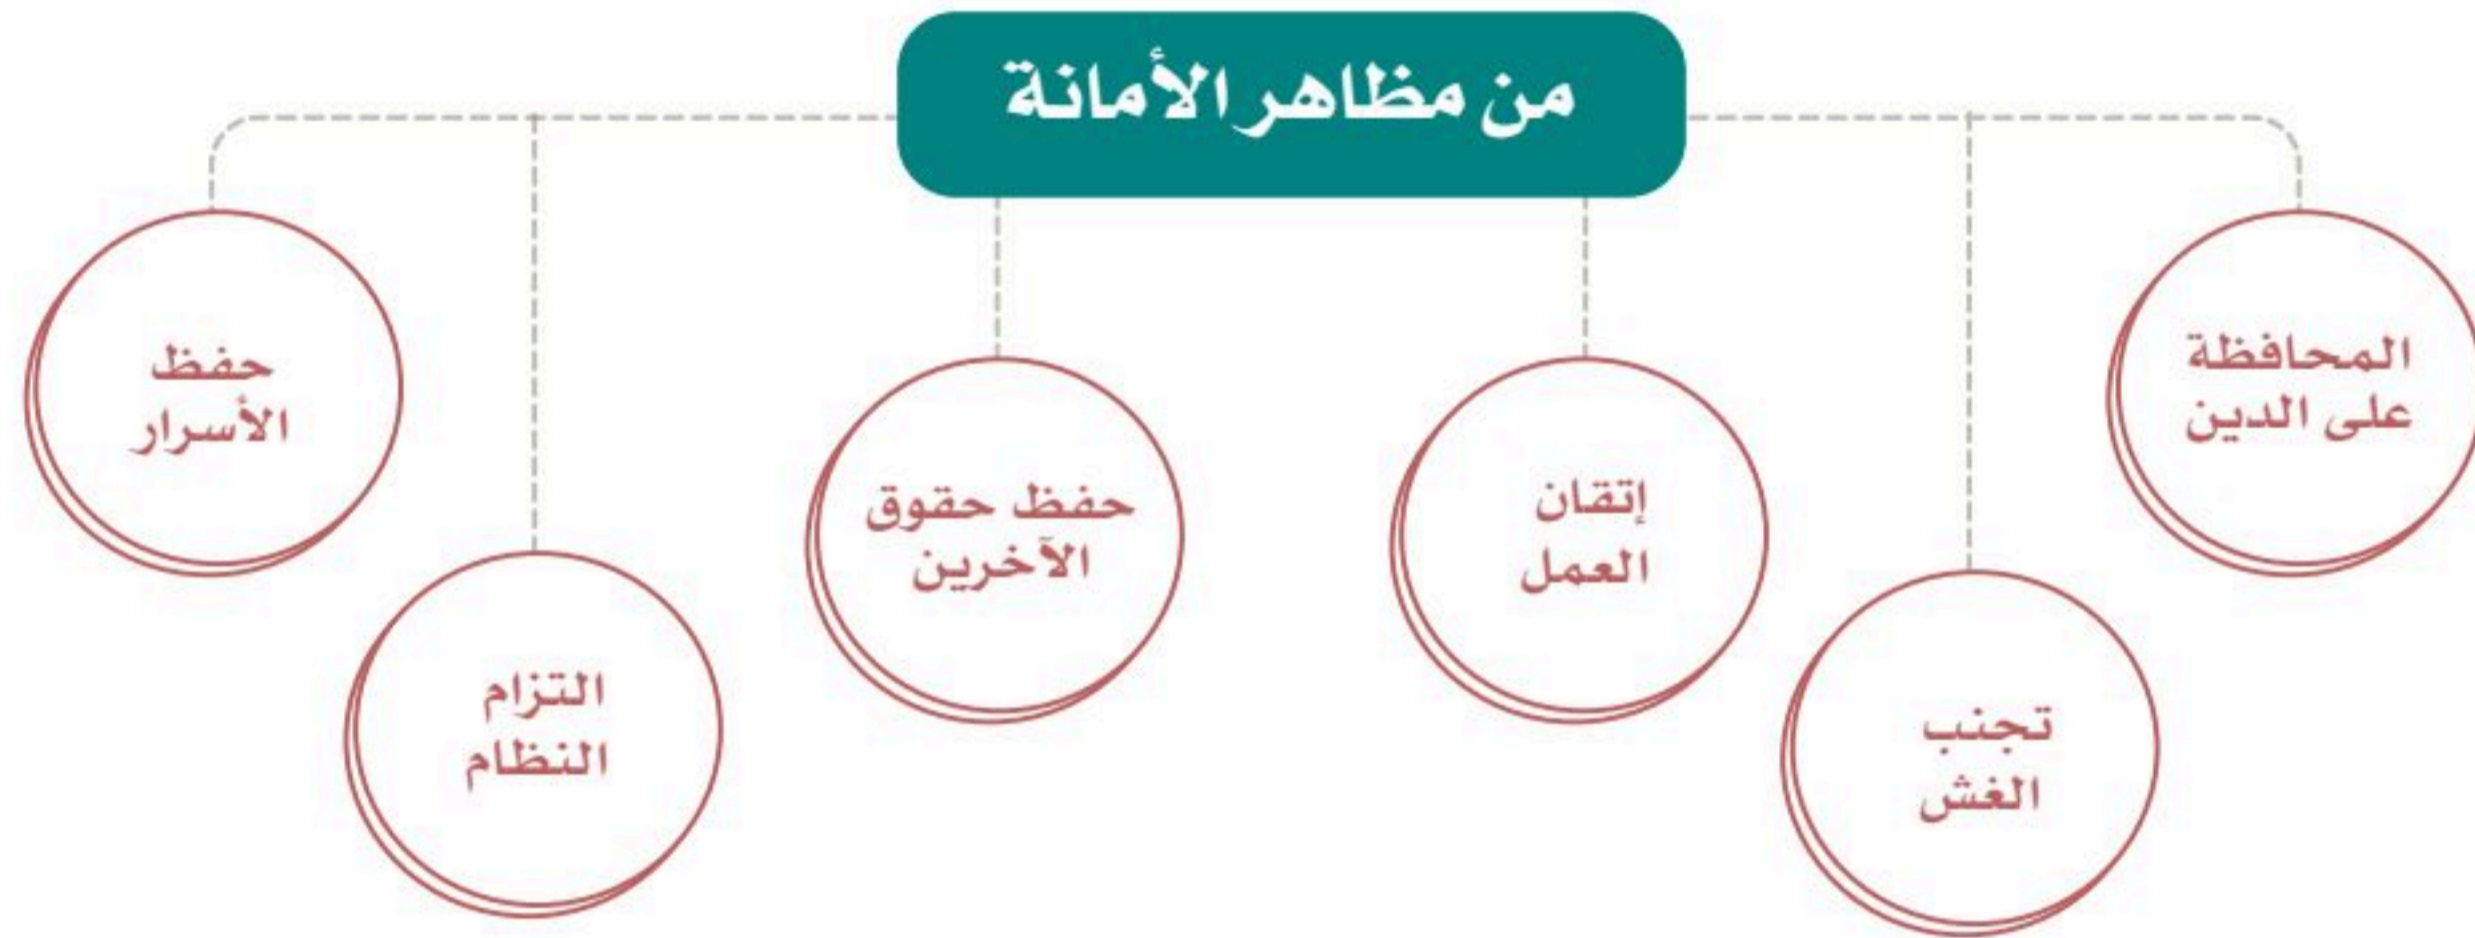 من مظاهر الأمانة
المحافظة
على الدين
تجنب
الغش
إتقان
العمل
حفظ حقوق
الآخرين
التزام
النظام
حفظ
الأسرار